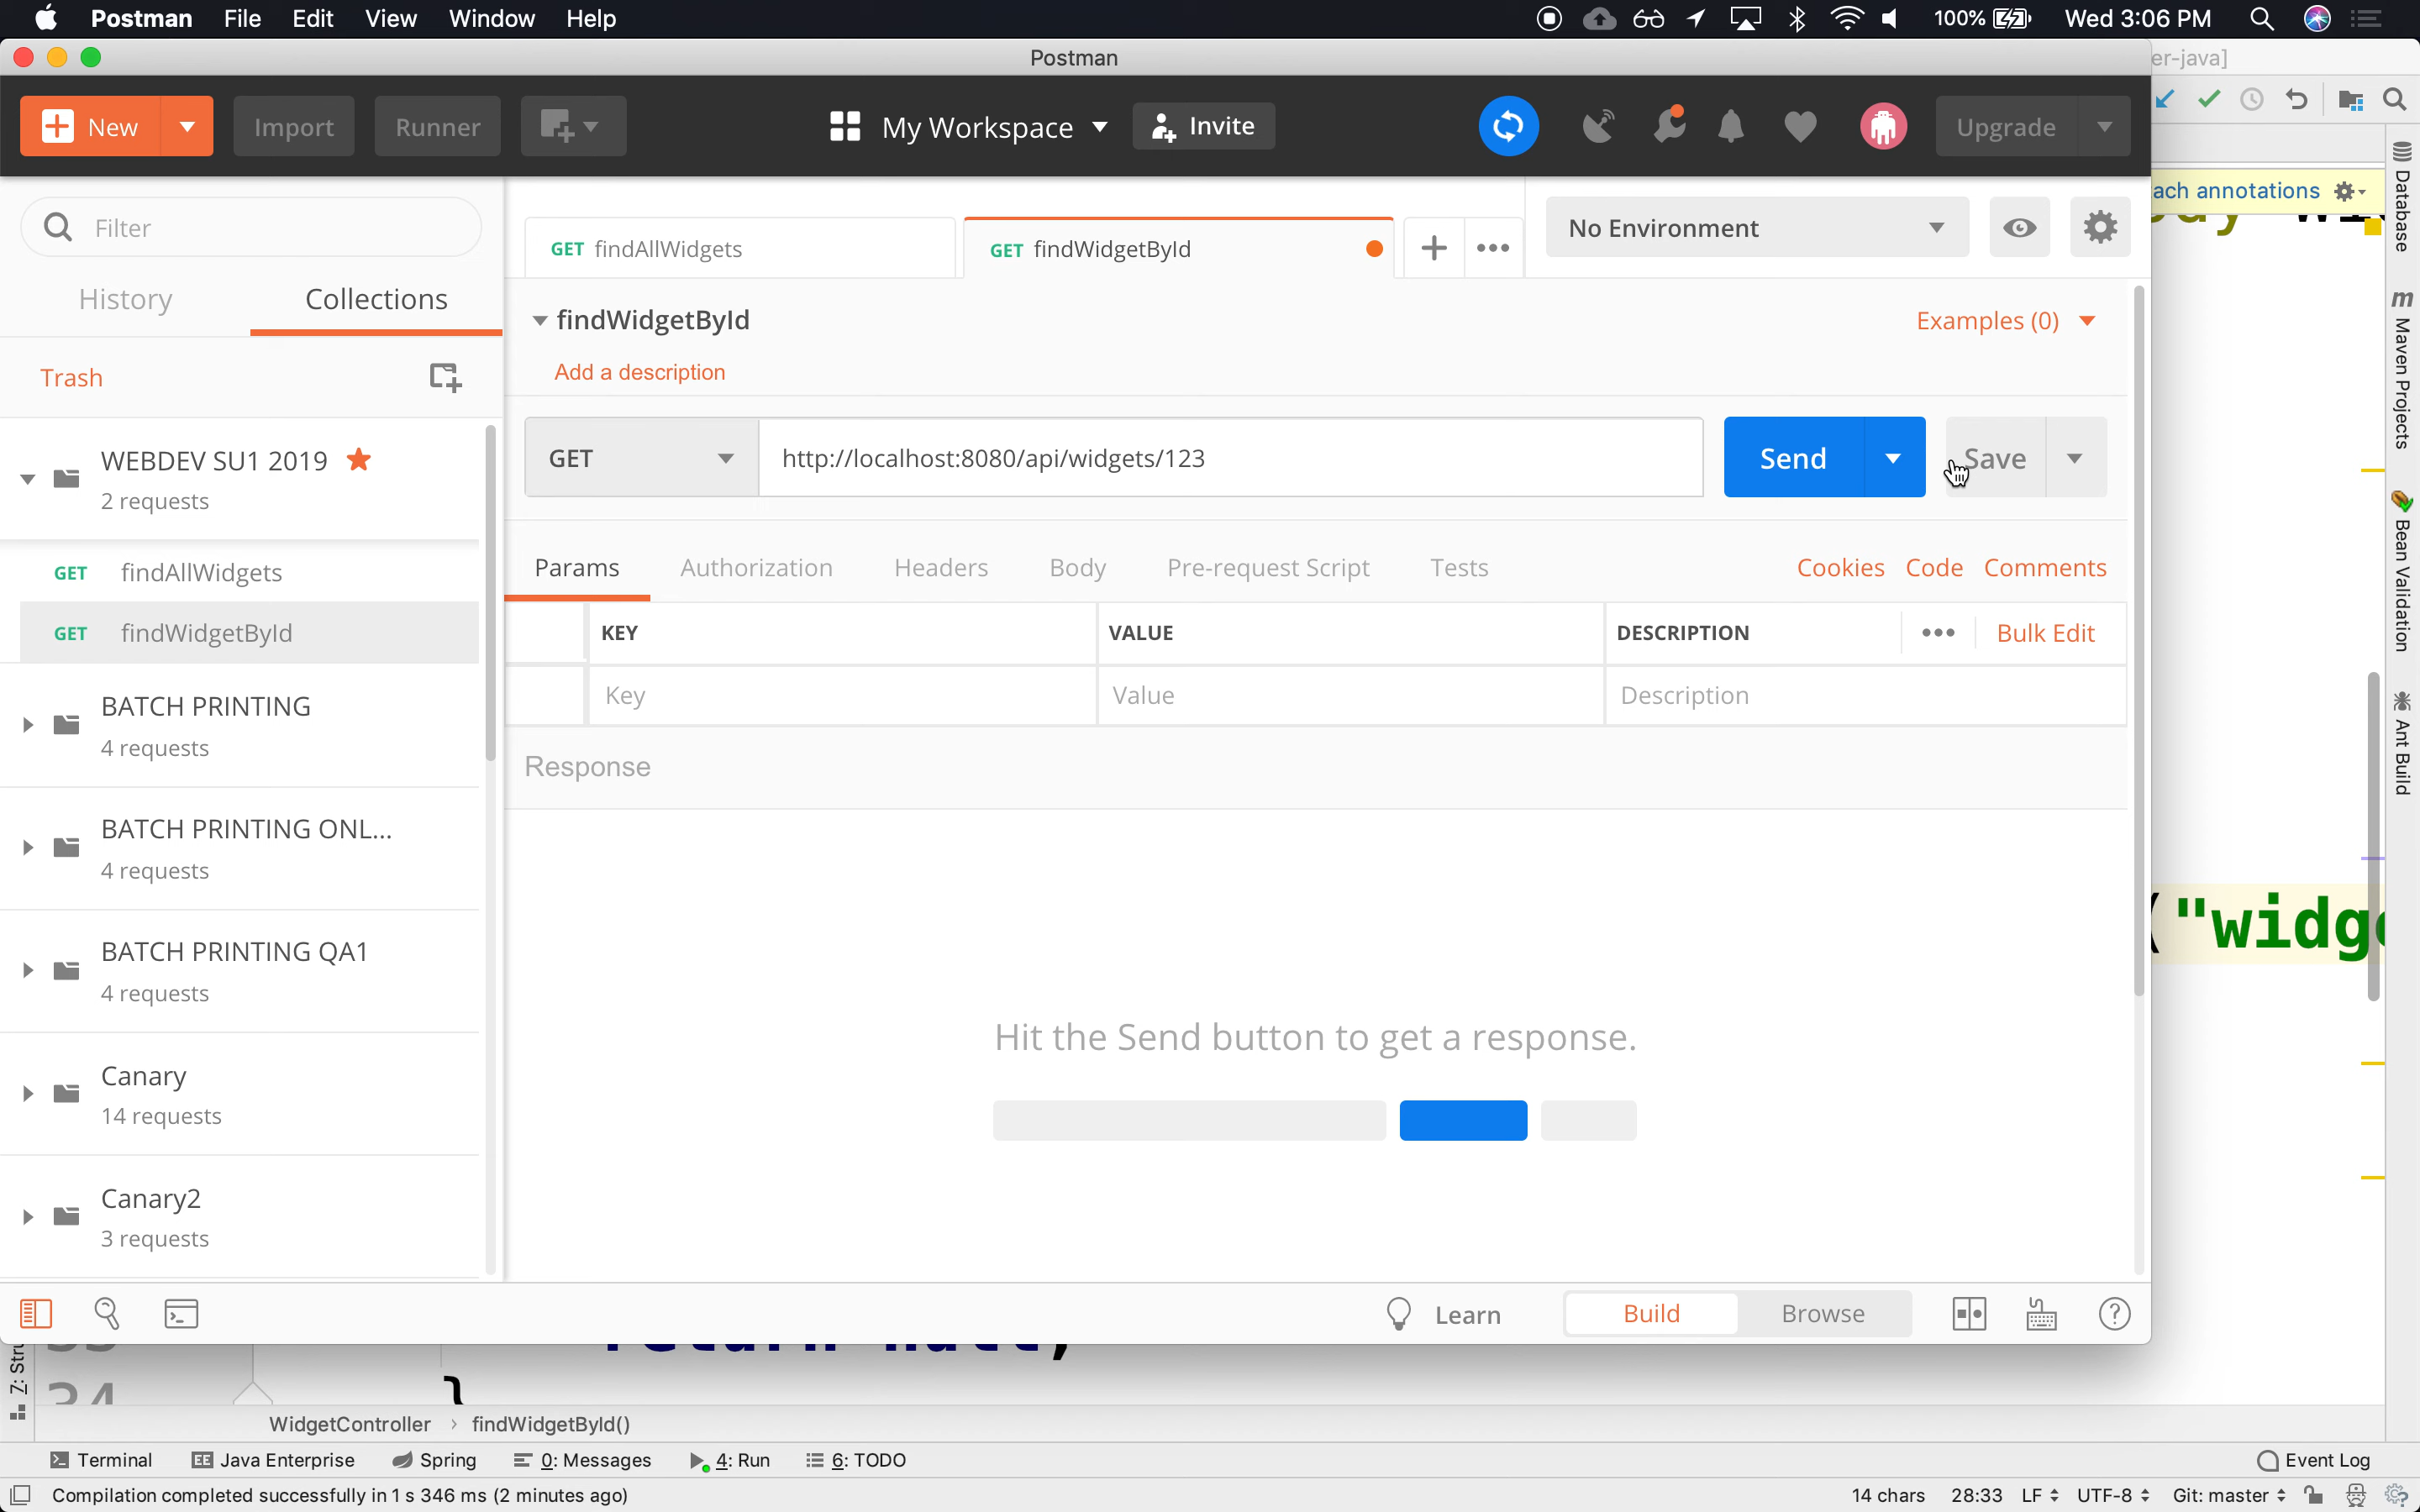 Postman File Edit View Window Help 100% Wed 3:06 PM
Postman
er-java]
New Import Runner My Workspace Invite Upgrade
Filter
History Collections
Trash
WEBDEV SU1 2019
2 requests
GET findAllWidgets
GET findWidgetById
BATCH PRINTING
4 requests
BATCH PRINTING ONL...
4 requests
BATCH PRINTING QA1
4 requests
Canary
14 requests
Canary2
3 requests
GET findAllWidgets
GET findWidgetById
No Environment
findWidgetById
Examples (0)
Add a description
GET http://localhost:8080/api/widgets/123 Send Save
Params Authorization Headers Body Pre-request Script Tests Cookies Code Comments
KEY VALUE DESCRIPTION Bulk Edit
Key Value Description
Response
Hit the Send button to get a response.
Learn Build Browse
ach annotations
("widge
Database
m Maven Projects
Bean Validation
Ant Build
34 }
WidgetController › findWidgetById()
Terminal Java Enterprise Spring 0: Messages 4: Run 6: TODO Event Log
Compilation completed successfully in 1 s 346 ms (2 minutes ago) 14 chars 28:33 LF UTF-8 Git: master